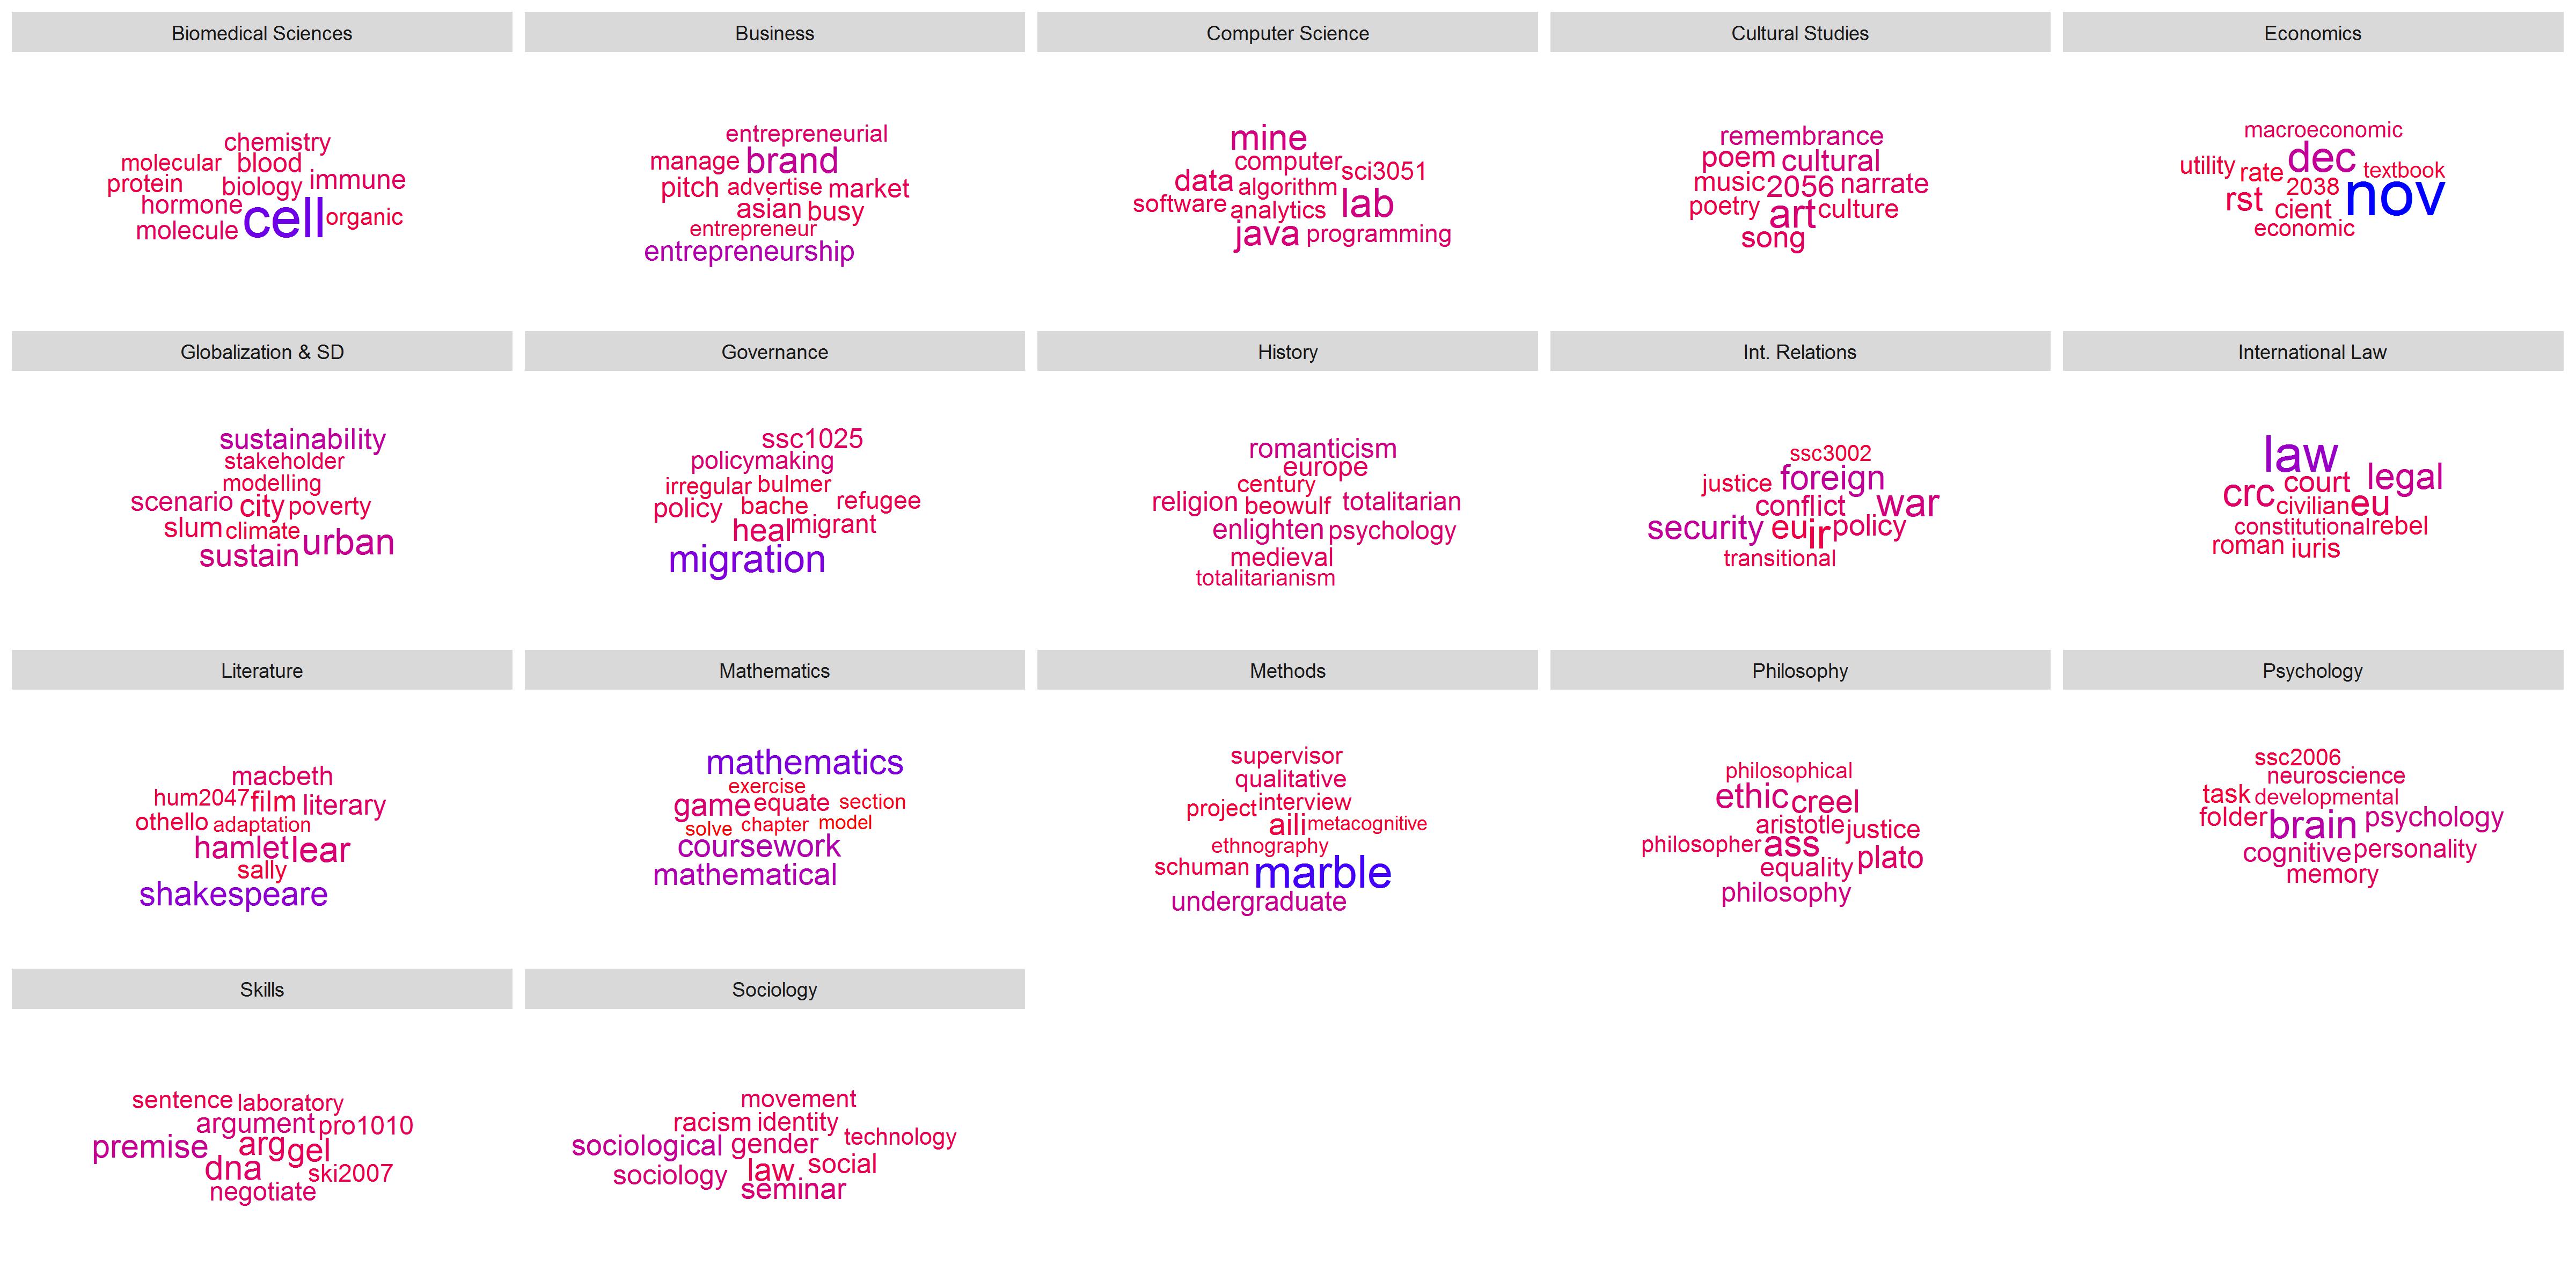 Biomedical Sciences
chemistry
molecular blood
protein biology immune
hormone
cell organic
molecule
Business
entrepreneurial
manage brand
pitch advertise market
asian busy
entrepreneur
entrepreneurship
Computer Science
mine
computer sci3051
data algorithm
software analytics lab
java programming
Cultural Studies
remembrance
poem cultural
music 2056 narrate
poetry art culture
song
Economics
macroeconomic
dec
utility rate textbook
2038 nov
rst cient
economic
Globalization & SD
sustainability
stakeholder
modelling
scenario city poverty
slum climate
sustain urban
Governance
ssc1025
policymaking
irregular bulmer
policy bache refugee
heal migrant
migration
History
romanticism
europe
century
religion beowulf totalitarian
enlighten psychology
medieval
totalitarianism
Int. Relations
ssc3002
justice foreign
conflict war
security eu ir policy
transitional
International Law
law
court legal
crc civilian eu
constitutional rebel
roman iuris
Literature
macbeth
hum2047 film literary
othello adaptation
hamlet lear
sally
shakespeare
Mathematics
mathematics
exercise
game equate section
solve chapter model
coursework
mathematical
Methods
supervisor
qualitative
project interview
aili metacognitive
ethnography
schuman marble
undergraduate
Philosophy
philosophical
ethic creel
aristotle justice
philosopher ass
equality plato
philosophy
Psychology
ssc2006
neuroscience
task developmental
folder brain psychology
cognitive personality
memory
Skills
sentence laboratory
argument pro1010
premise arg gel
dna ski2007
negotiate
Sociology
movement
racism identity
sociological gender technology
sociology law social
seminar